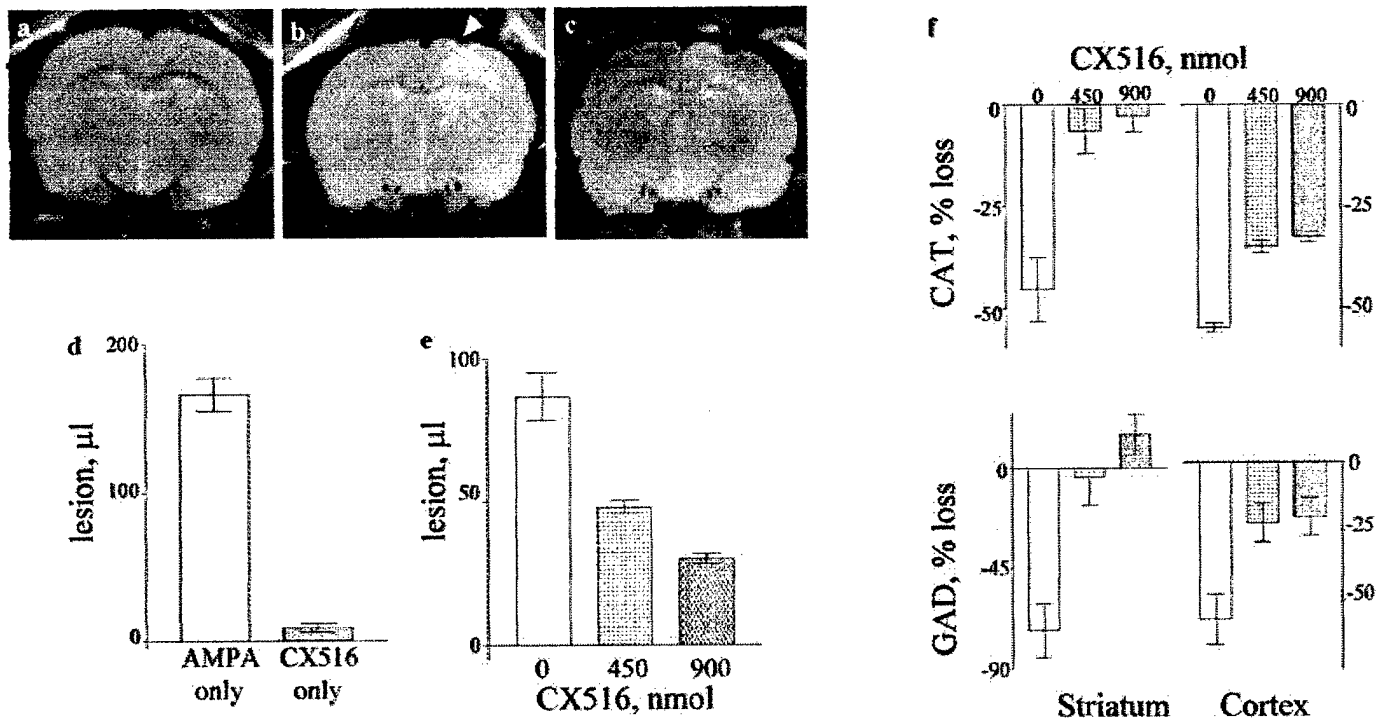 a
b
c
d
200
100
0
lesion, µl
AMPA only
CX516 only
e
100
50
0
lesion, µl
0 450 900
CX516, nmol
f
CX516, nmol
0 450 900
0 450 900
0
-25
-50
CAT, % loss
0
-25
-50
0
-45
-90
GAD, % loss
0
-25
-50
Striatum
Cortex